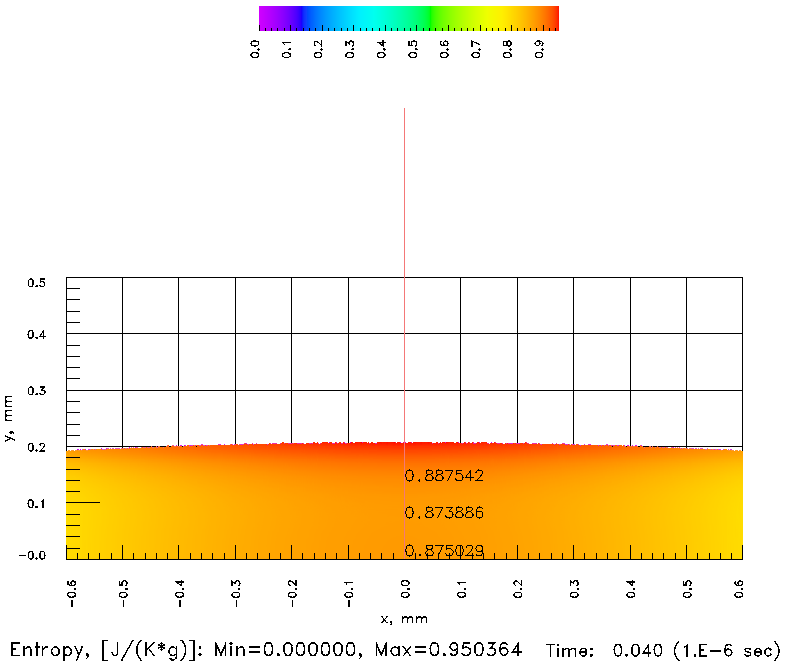 0.0 0.1 0.2 0.3 0.4 0.5 0.6 0.7 0.8 0.9
0.5
0.4
0.3
y, mm
0.2
0.887542
0.1
0.873886
-0.0
0.875029
-0.6 -0.5 -0.4 -0.3 -0.2 -0.1 0.0 0.1 0.2 0.3 0.4 0.5 0.6
x, mm
Entropy, [J/(K*g)]: Min=0.000000, Max=0.950364 Time: 0.040 (1.E-6 sec)